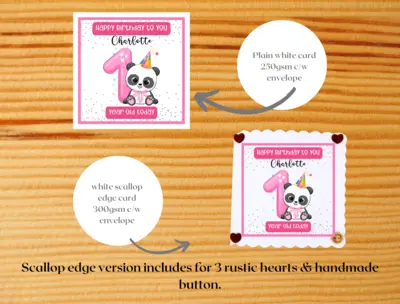 Happy Birthday to You
Charlotte
1
Year old today
Plain white card
250gsm c/w
envelope
white scallop
edge card
300gsm c/w
envelope
Happy Birthday to You
Charlotte
1
Year old today
Scallop edge version includes for 3 rustic hearts & handmade
button.